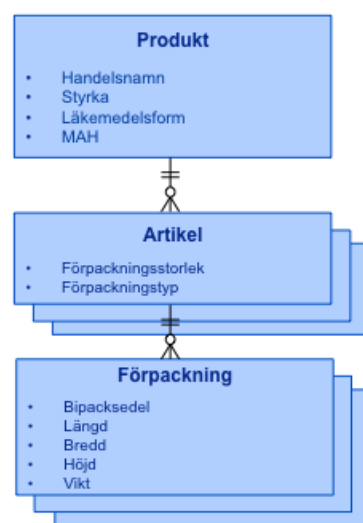 Produkt
• Handelsnamn
• Styrka
• Läkemedelsform
• MAH
Artikel
• Förpackningsstorlek
• Förpackningstyp
Förpackning
• Bipacksedel
• Längd
• Bredd
• Höjd
• Vikt